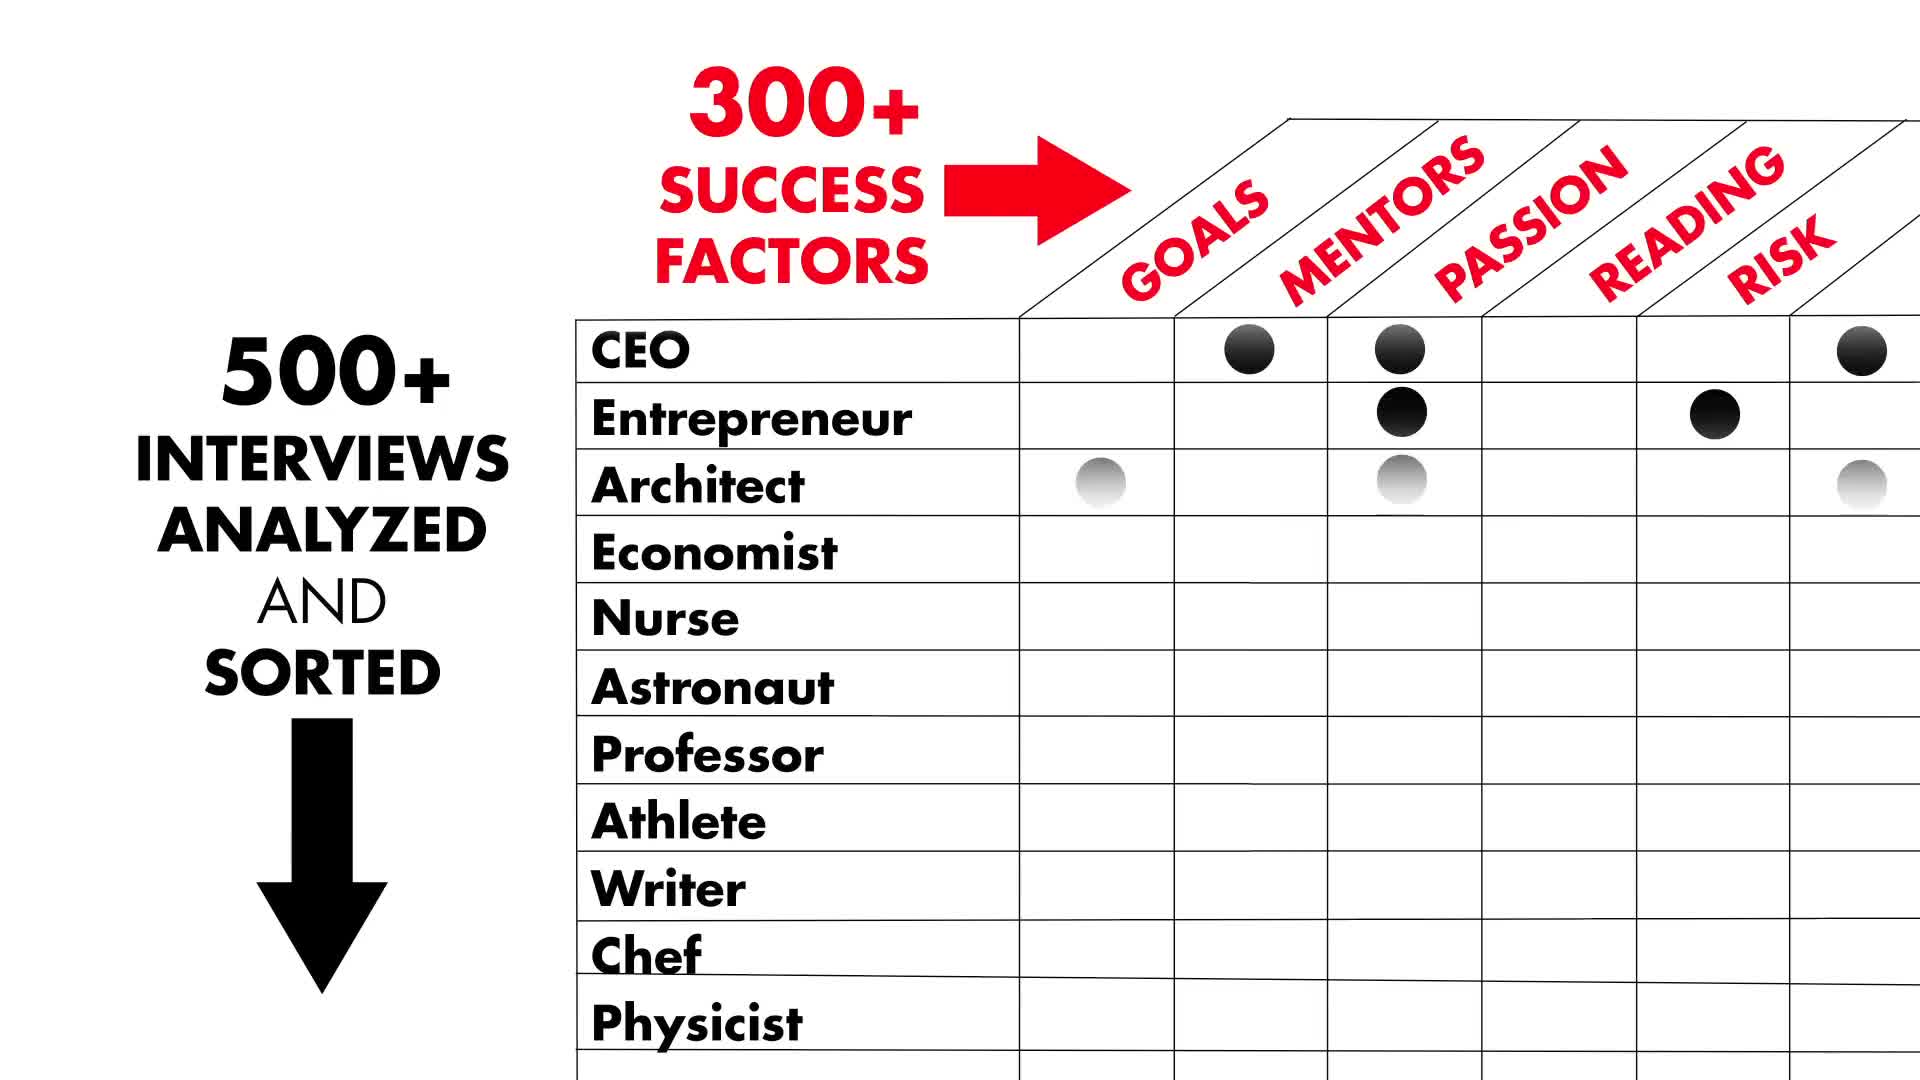 300+
SUCCESS
FACTORS
GOALS
MENTORS
PASSION
READING
RISK
500+
INTERVIEWS
ANALYZED
AND
SORTED
CEO
Entrepreneur
Architect
Economist
Nurse
Astronaut
Professor
Athlete
Writer
Chef
Physicist